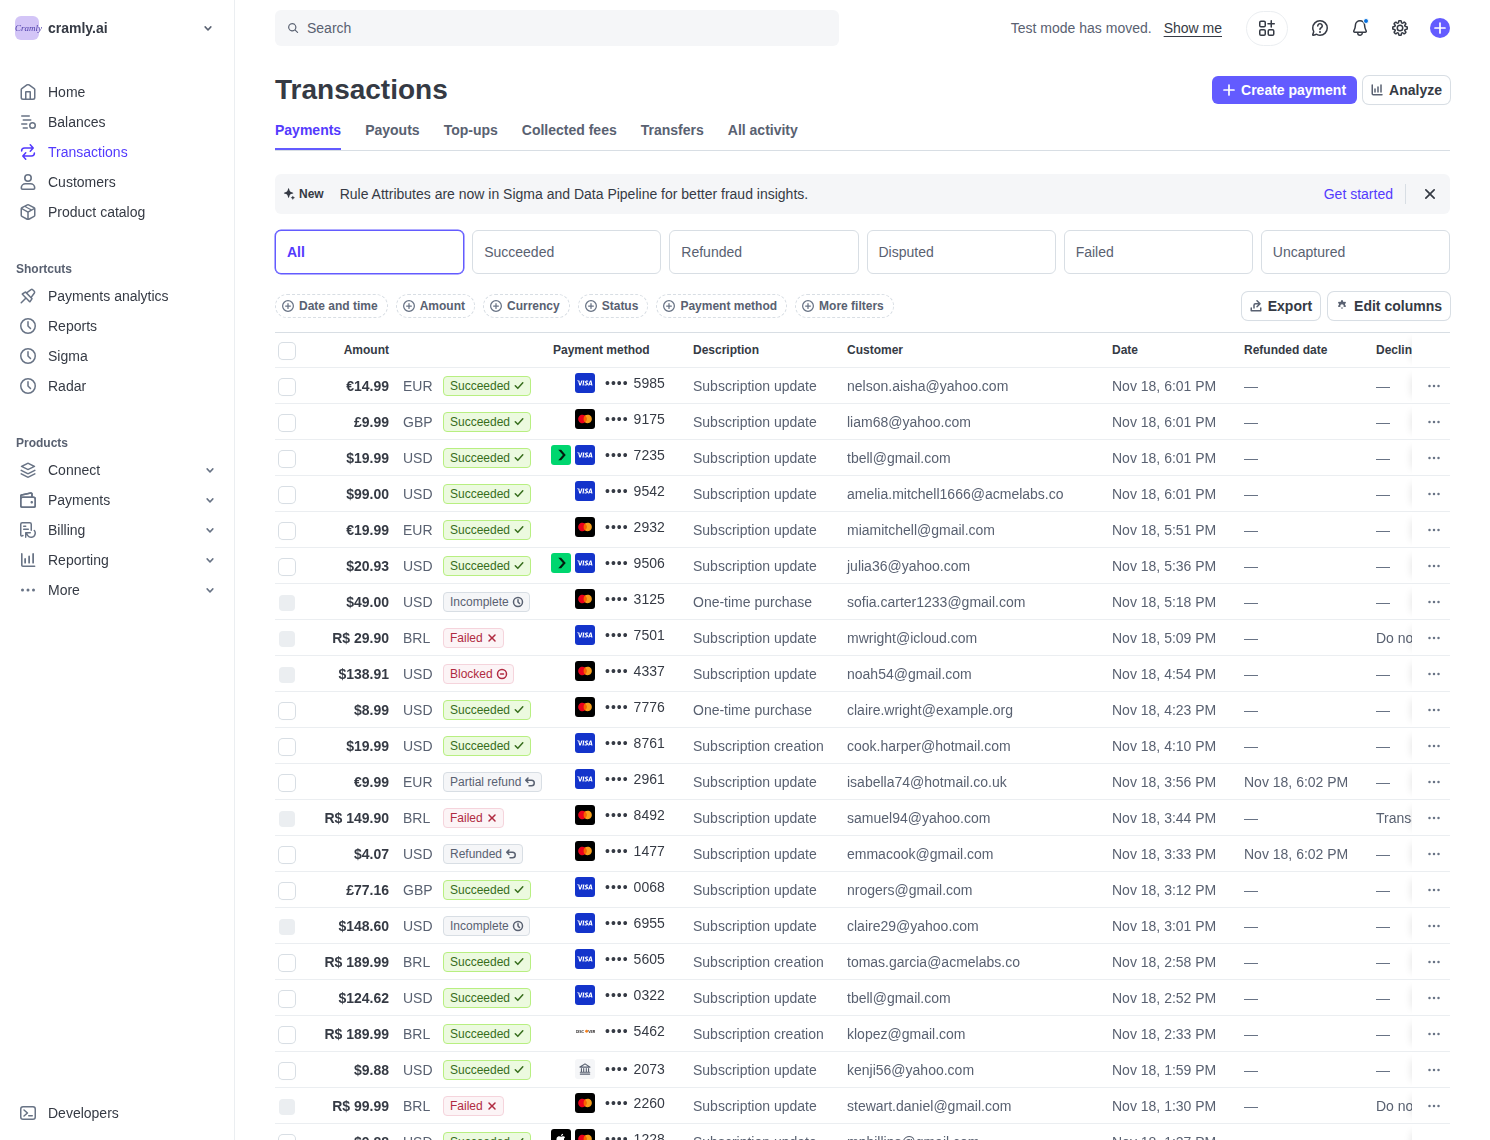 Cramly cramly.ai
Search
Test mode has moved. Show me
Home
Balances
Transactions
Customers
Product catalog
Shortcuts
Payments analytics
Reports
Sigma
Radar
Products
Connect
Payments
Billing
Reporting
More
Developers
Transactions
Create payment Analyze
Payments Payouts Top-ups Collected fees Transfers All activity
New Rule Attributes are now in Sigma and Data Pipeline for better fraud insights. Get started
All Succeeded Refunded Disputed Failed Uncaptured
Date and time Amount Currency Status Payment method More filters Export Edit columns
Amount Payment method Description Customer Date Refunded date Declin
€14.99 EUR Succeeded VISA •••• 5985 Subscription update nelson.aisha@yahoo.com Nov 18, 6:01 PM — —
£9.99 GBP Succeeded •••• 9175 Subscription update liam68@yahoo.com Nov 18, 6:01 PM — —
$19.99 USD Succeeded VISA •••• 7235 Subscription update tbell@gmail.com Nov 18, 6:01 PM — —
$99.00 USD Succeeded VISA •••• 9542 Subscription update amelia.mitchell1666@acmelabs.co Nov 18, 6:01 PM — —
€19.99 EUR Succeeded •••• 2932 Subscription update miamitchell@gmail.com Nov 18, 5:51 PM — —
$20.93 USD Succeeded VISA •••• 9506 Subscription update julia36@yahoo.com Nov 18, 5:36 PM — —
$49.00 USD Incomplete •••• 3125 One-time purchase sofia.carter1233@gmail.com Nov 18, 5:18 PM — —
R$ 29.90 BRL Failed VISA •••• 7501 Subscription update mwright@icloud.com Nov 18, 5:09 PM — Do no
$138.91 USD Blocked •••• 4337 Subscription update noah54@gmail.com Nov 18, 4:54 PM — —
$8.99 USD Succeeded •••• 7776 One-time purchase claire.wright@example.org Nov 18, 4:23 PM — —
$19.99 USD Succeeded VISA •••• 8761 Subscription creation cook.harper@hotmail.com Nov 18, 4:10 PM — —
€9.99 EUR Partial refund VISA •••• 2961 Subscription update isabella74@hotmail.co.uk Nov 18, 3:56 PM Nov 18, 6:02 PM —
R$ 149.90 BRL Failed •••• 8492 Subscription update samuel94@yahoo.com Nov 18, 3:44 PM — Trans
$4.07 USD Refunded •••• 1477 Subscription update emmacook@gmail.com Nov 18, 3:33 PM Nov 18, 6:02 PM —
£77.16 GBP Succeeded VISA •••• 0068 Subscription update nrogers@gmail.com Nov 18, 3:12 PM — —
$148.60 USD Incomplete VISA •••• 6955 Subscription update claire29@yahoo.com Nov 18, 3:01 PM — —
R$ 189.99 BRL Succeeded VISA •••• 5605 Subscription creation tomas.garcia@acmelabs.co Nov 18, 2:58 PM — —
$124.62 USD Succeeded VISA •••• 0322 Subscription update tbell@gmail.com Nov 18, 2:52 PM — —
R$ 189.99 BRL Succeeded DISCOVER •••• 5462 Subscription creation klopez@gmail.com Nov 18, 2:33 PM — —
$9.88 USD Succeeded •••• 2073 Subscription update kenji56@yahoo.com Nov 18, 1:59 PM — —
R$ 99.99 BRL Failed •••• 2260 Subscription update stewart.daniel@gmail.com Nov 18, 1:30 PM — Do no
•••• 1228